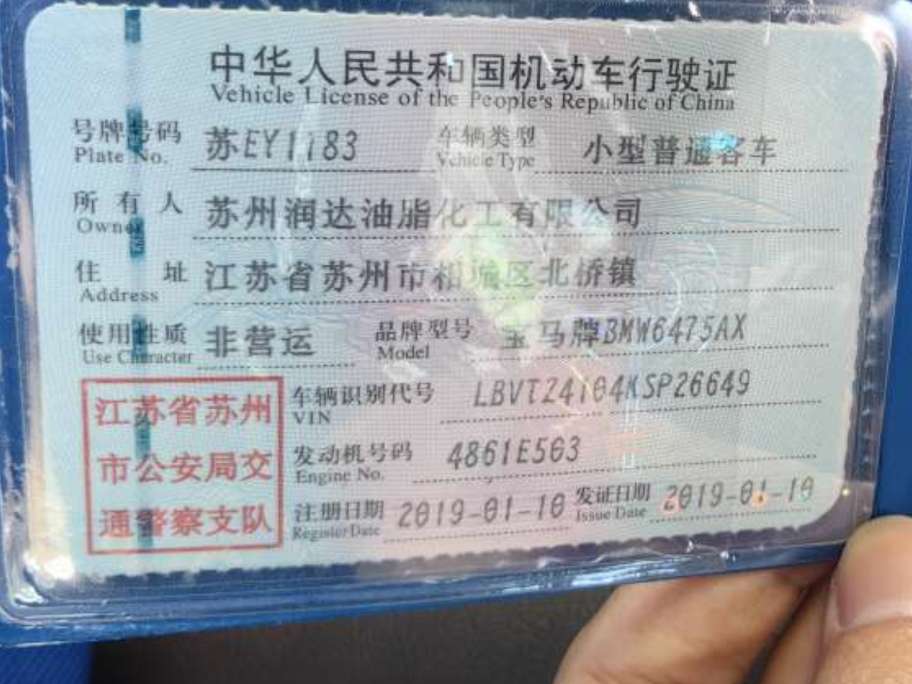 中华人民共和国机动车行驶证
Vehicle License of the People's Republic of China
号牌号码 苏EY1183 车辆类型 小型普通客车
Plate No. Vehicle Type
所有人 苏州润达油脂化工有限公司
Owner
住址 江苏省苏州市相城区北桥镇
Address
使用性质 非营运 品牌型号 宝马牌BMW6475AX
Use Character Model
江苏省苏州 车辆识别代号 LBVTZ4104KSP26649
VIN
市公安局交 发动机号码 4861E563
Engine No.
通警察支队 注册日期 2019-01-10 发证日期 2019-01-10
Register Date Issue Date